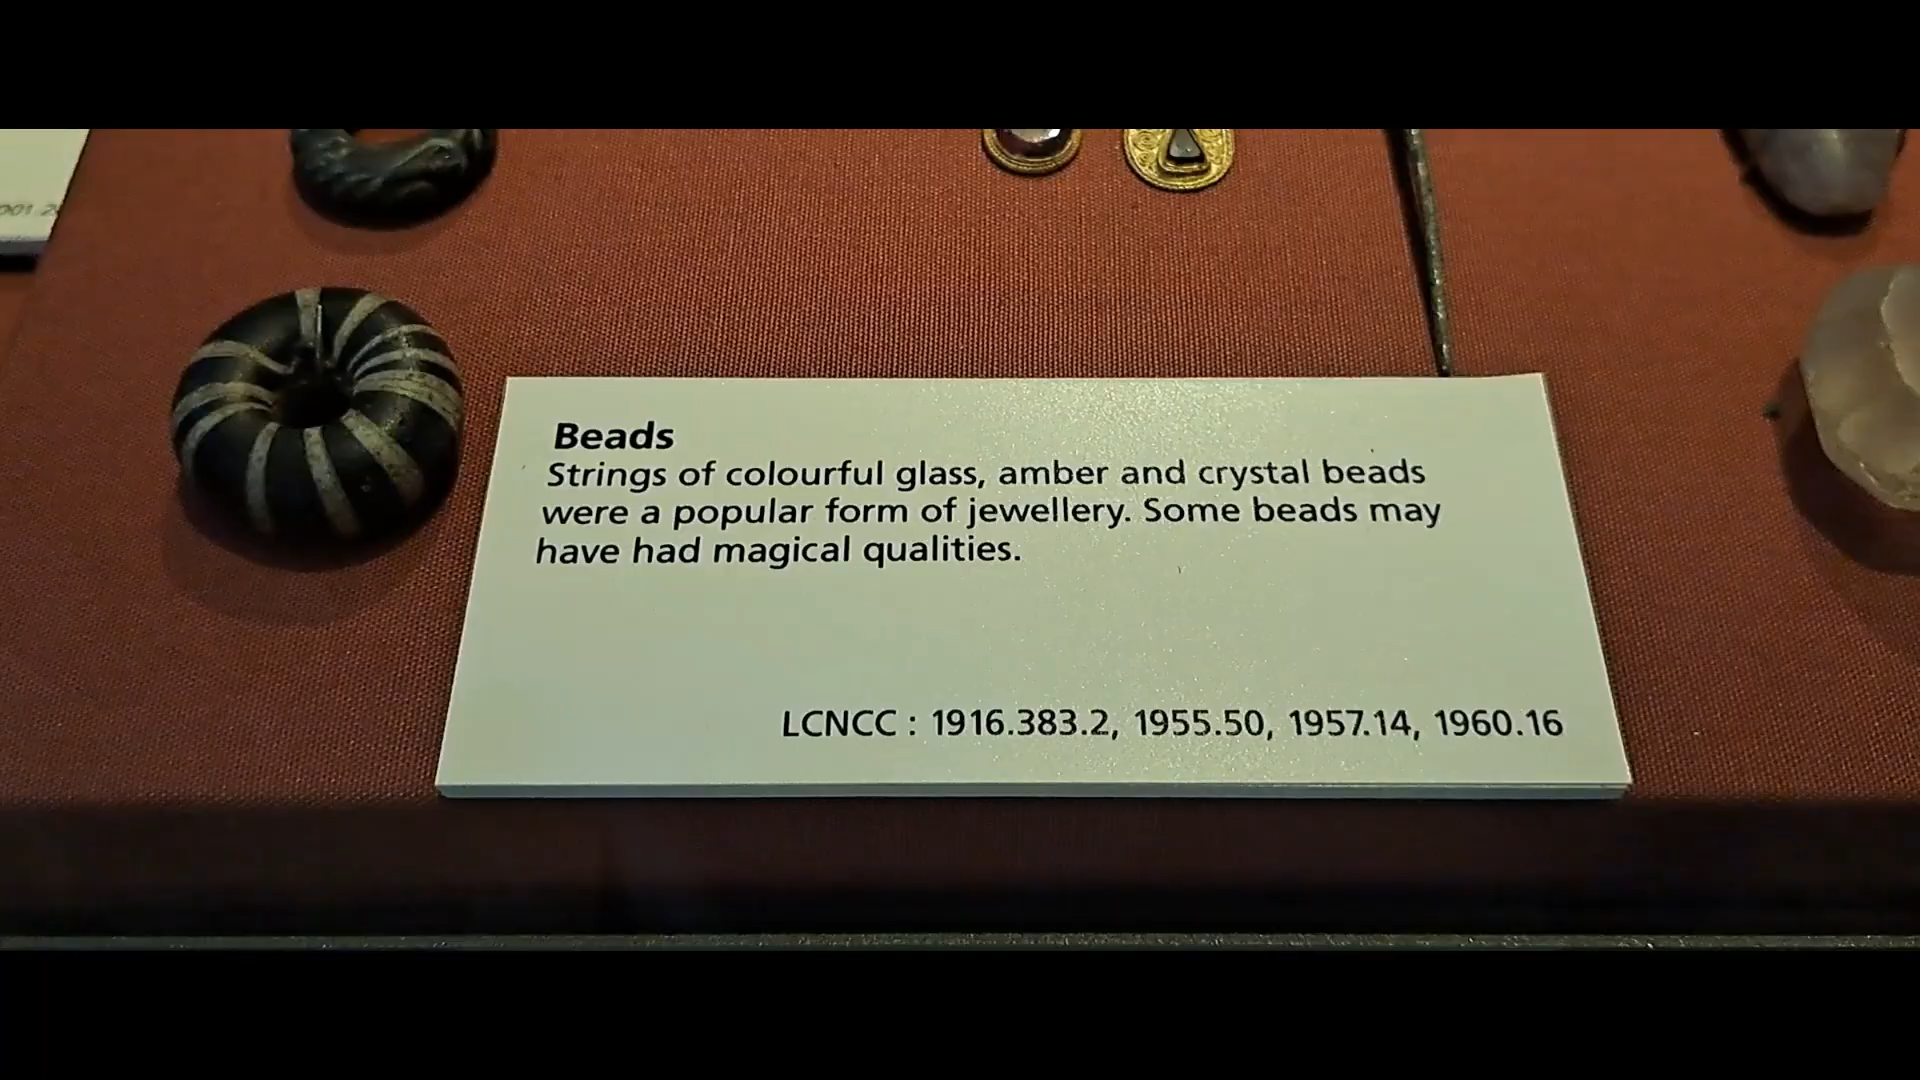 Beads
Strings of colourful glass, amber and crystal beads
were a popular form of jewellery. Some beads may
have had magical qualities.
LCNCC : 1916.383.2, 1955.50, 1957.14, 1960.16